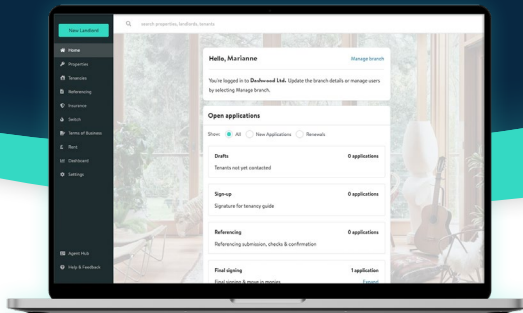 New Landlord
search properties, landlords, tenants
Home
Properties
Tenancies
Referencing
Insurance
Switch
Terms of Business
Rent
Dashboard
Settings
Agent Hub
Help & Feedback
Hello, Marianne
Manage branch
You're logged in to Dashwood Ltd. Update the branch details or manage users
by selecting Manage branch.
Open applications
Show: All New Applications Renewals
Drafts 0 applications
Tenants not yet contacted
Sign-up 0 applications
Signature for tenancy guide
Referencing 0 applications
Referencing submission, checks & confirmation
Final signing 1 application
Final signing & move in monies Expand